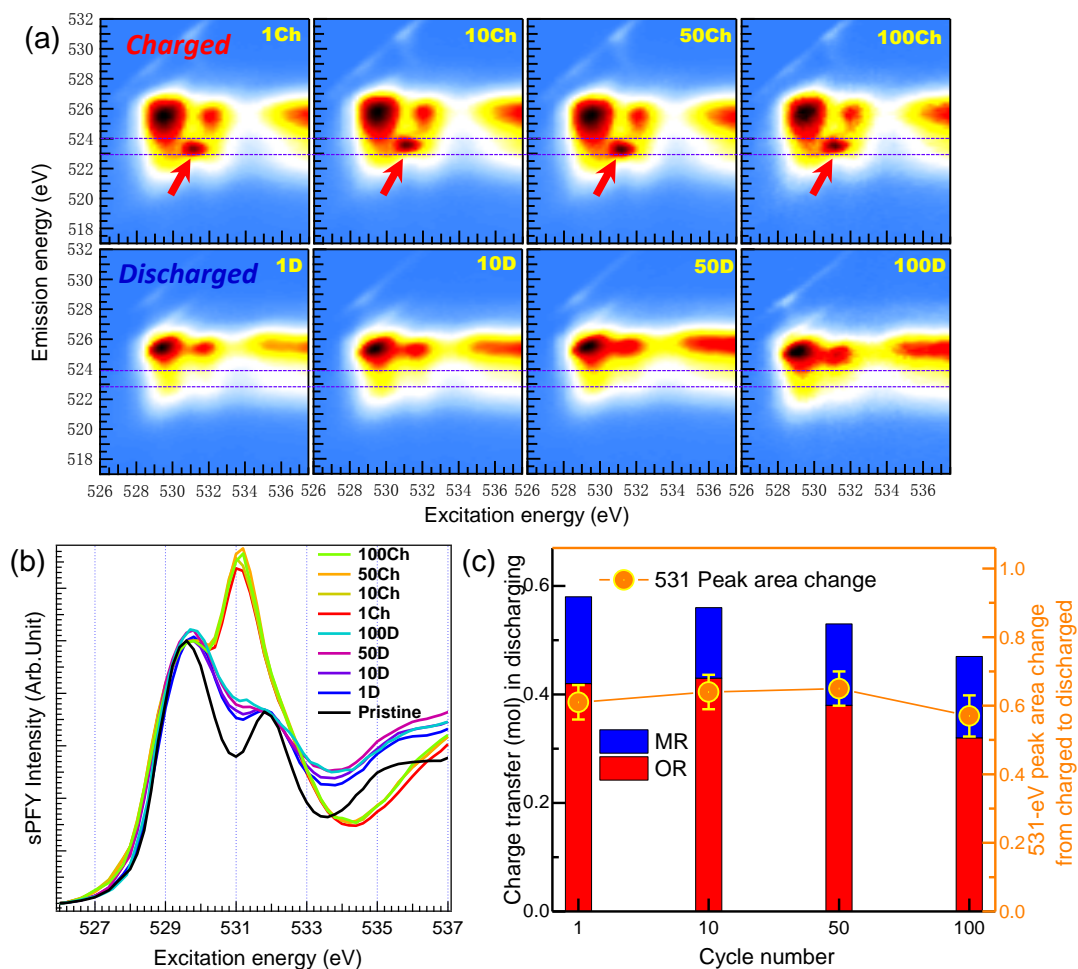 (a)
Charged
1Ch
10Ch
50Ch
100Ch
532
530
528
526
524
522
520
518
Discharged
1D
10D
50D
100D
532
530
528
526
524
522
520
518
Emission energy (eV)
526 528 530 532 534 536 526 528 530 532 534 536 526 528 530 532 534 536 526 528 530 532 534 536
Excitation energy (eV)
(b)
100Ch
50Ch
10Ch
1Ch
100D
50D
10D
1D
Pristine
sPFY Intensity (Arb.Unit)
527 529 531 533 535 537
Excitation energy (eV)
(c)
531 Peak area change
MR
OR
0.6
0.4
0.2
0.0
Charge transfer (mol) in discharging
1.0
0.8
0.6
0.4
0.2
0.0
531-eV peak area change
from charged to discharged
1 10 50 100
Cycle number